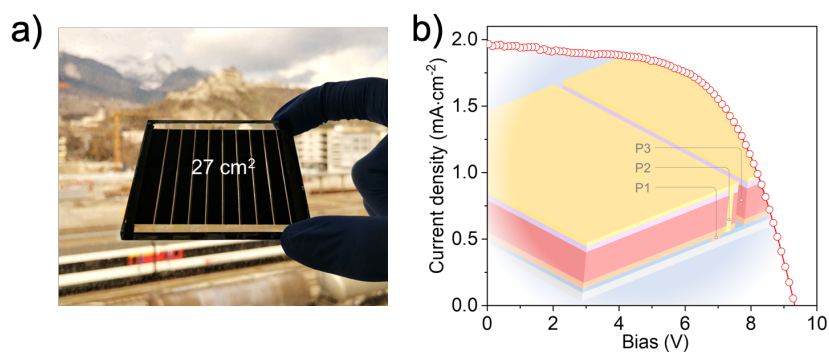 a)
27 cm²
b)
Current density (mA·cm⁻²)
2.0
1.5
1.0
0.5
0.0
P3
P2
P1
0
2
4
6
8
10
Bias (V)